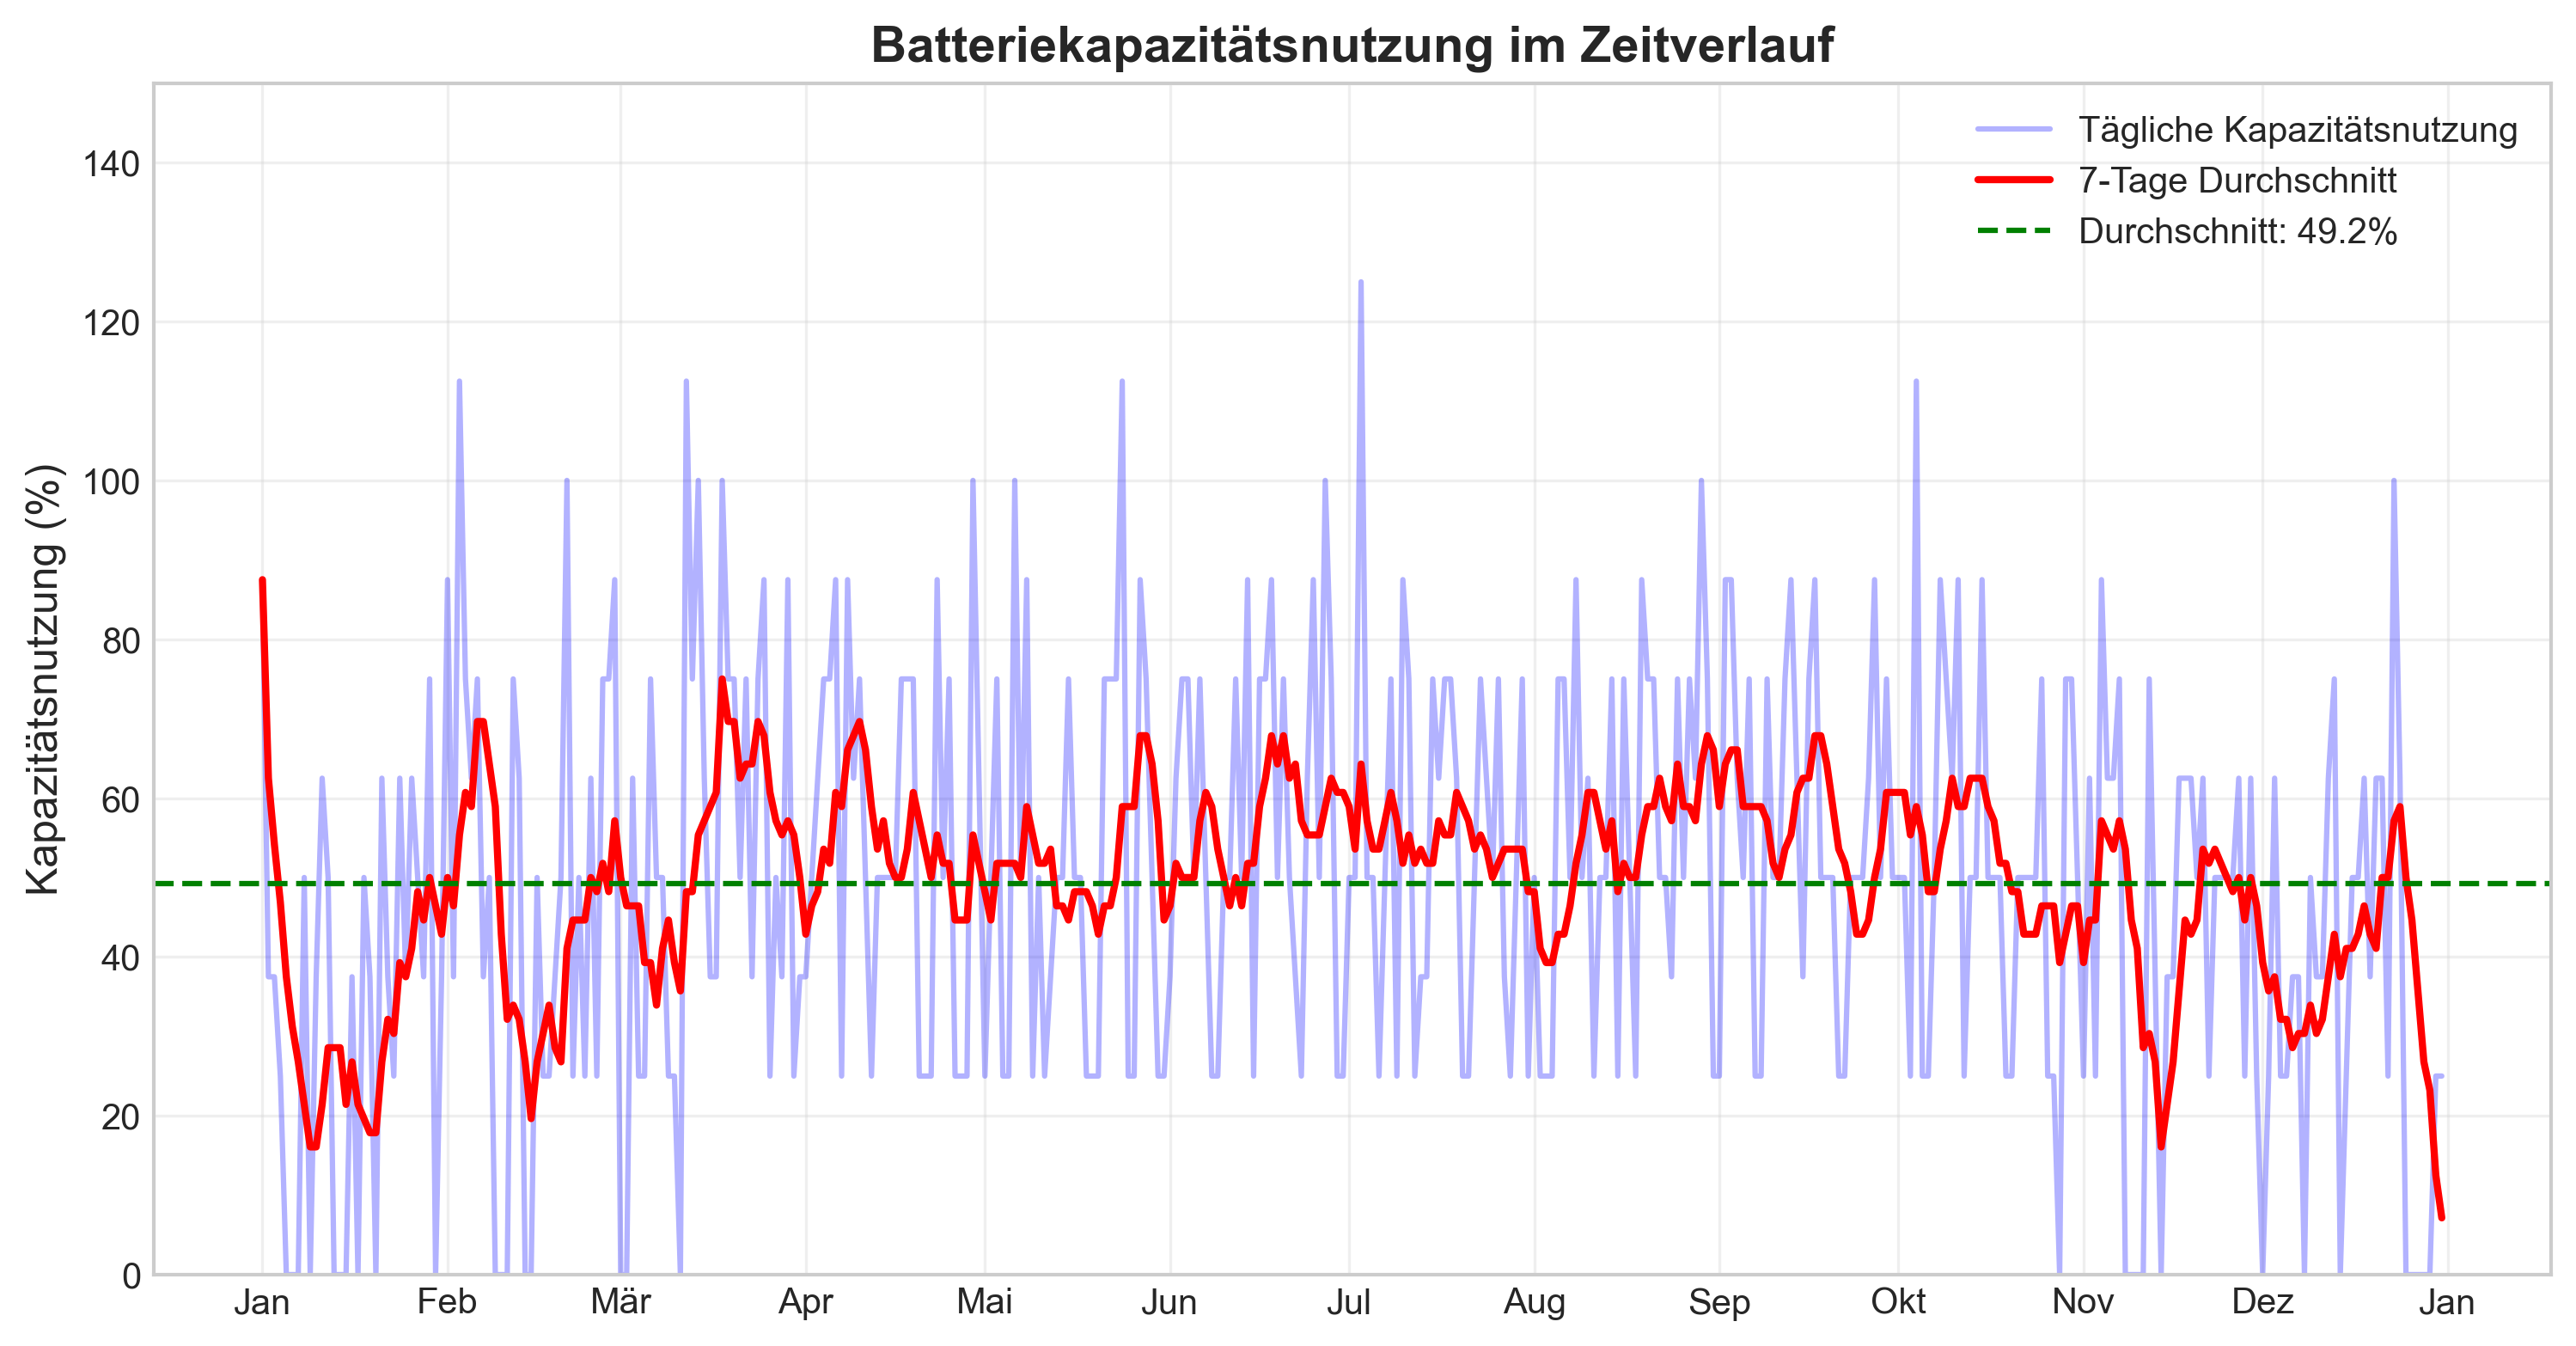 Batteriekapazitätsnutzung im Zeitverlauf
Tägliche Kapazitätsnutzung
7-Tage Durchschnitt
Durchschnitt: 49.2%
Kapazitätsnutzung (%)
140
120
100
80
60
40
20
0
Jan Feb Mär Apr Mai Jun Jul Aug Sep Okt Nov Dez Jan